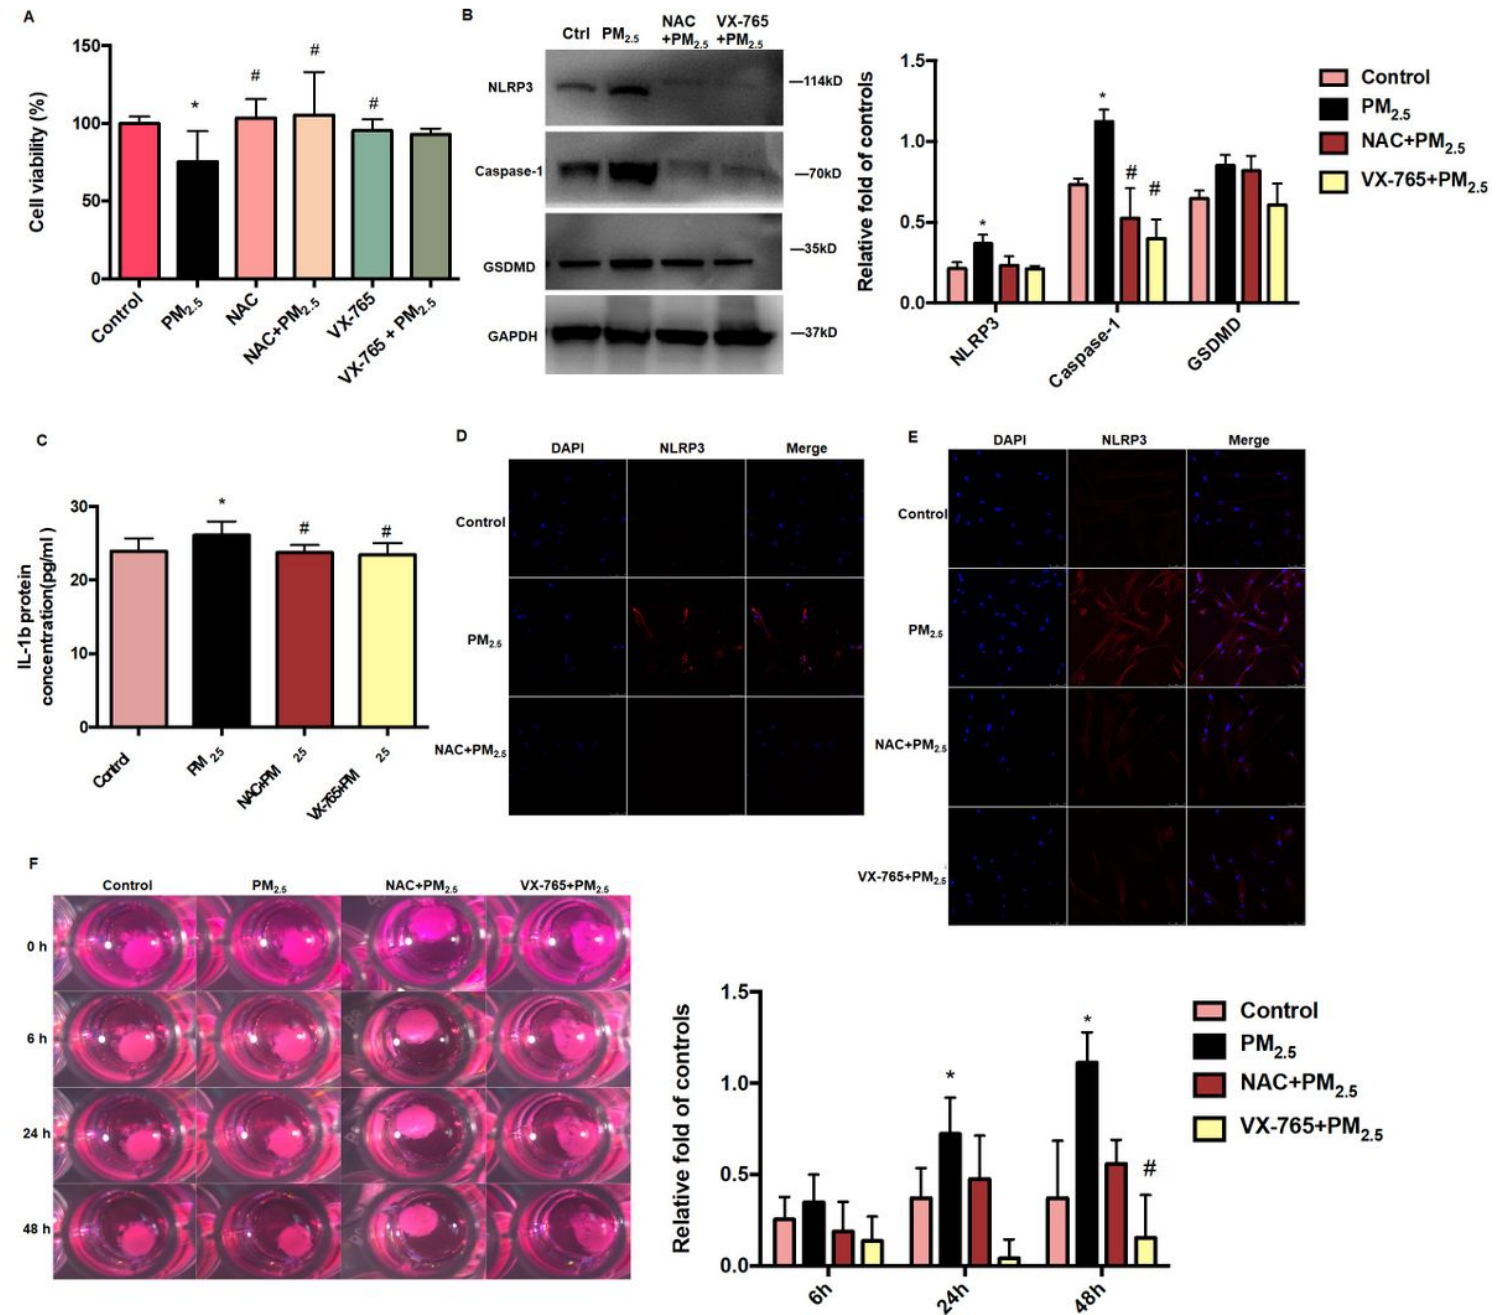 A
Cell viability (%)
150
100
50
0
*
#
#
#
Control
PM2.5
NAC
NAC+PM2.5
VX-765
VX-765 + PM2.5
B
Ctrl PM2.5 NAC +PM2.5 VX-765 +PM2.5
NLRP3
—114kD
Caspase-1
—70kD
—35kD
GSDMD
GAPDH
—37kD
Relative fold of controls
1.5
1.0
0.5
0.0
*
*
#
#
NLRP3
Caspase-1
GSDMD
Control
PM2.5
NAC+PM2.5
VX-765+PM2.5
C
IL-1b protein
concentration(pg/ml )
30
20
10
0
*
#
#
Control
PM 2.5
NAC+PM 2.5
VX-765+PM 2.5
D
DAPI NLRP3 Merge
Control
PM2.5
NAC+PM2.5
E
DAPI NLRP3 Merge
Control
PM2.5
NAC+PM2.5
VX-765+PM2.5
F
Control PM2.5 NAC+PM2.5 VX-765+PM2.5
0 h
6 h
24 h
48 h
Relative fold of controls
1.5
1.0
0.5
0.0
*
*
#
6h
24h
48h
Control
PM2.5
NAC+PM2.5
VX-765+PM2.5